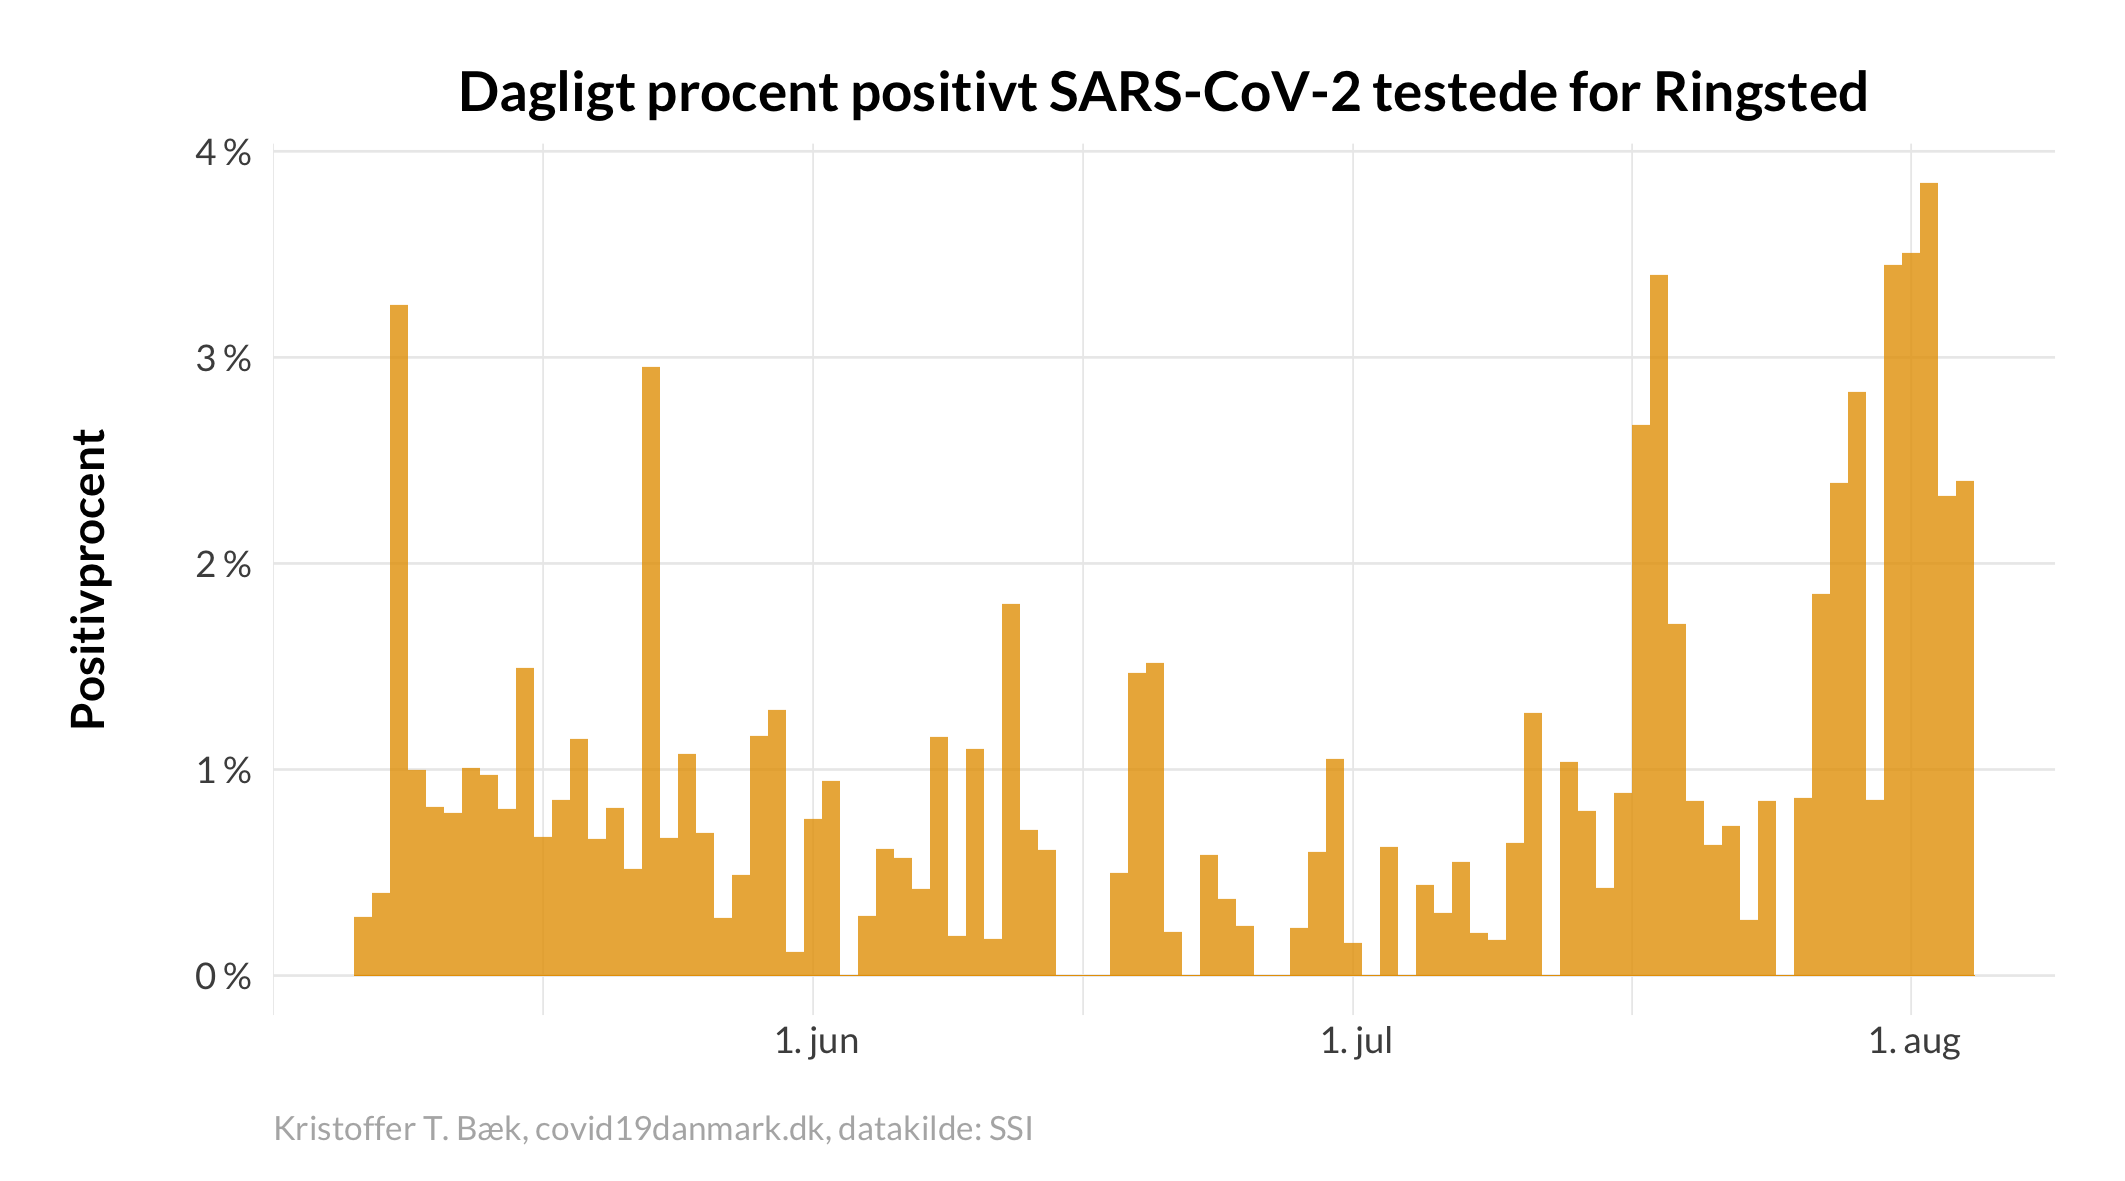 Dagligt procent positivt SARS-CoV-2 testede for Ringsted
4 %
3 %
2 %
1 %
0 %
Positivprocent
1. jun
1. jul
1. aug
Kristoffer T. Bæk, covid19danmark.dk, datakilde: SSI